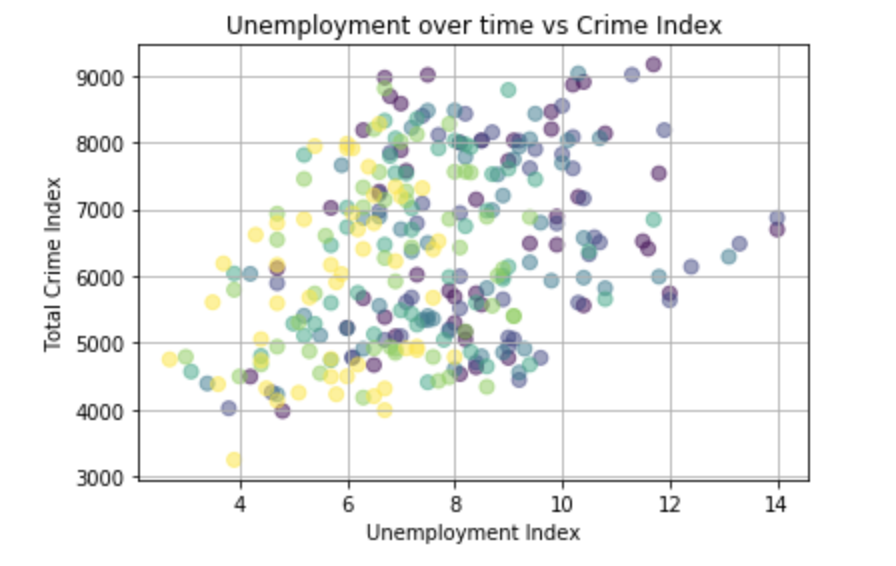 Unemployment over time vs Crime Index
9000
8000
7000
6000
5000
4000
3000
Total Crime Index
4 6 8 10 12 14
Unemployment Index